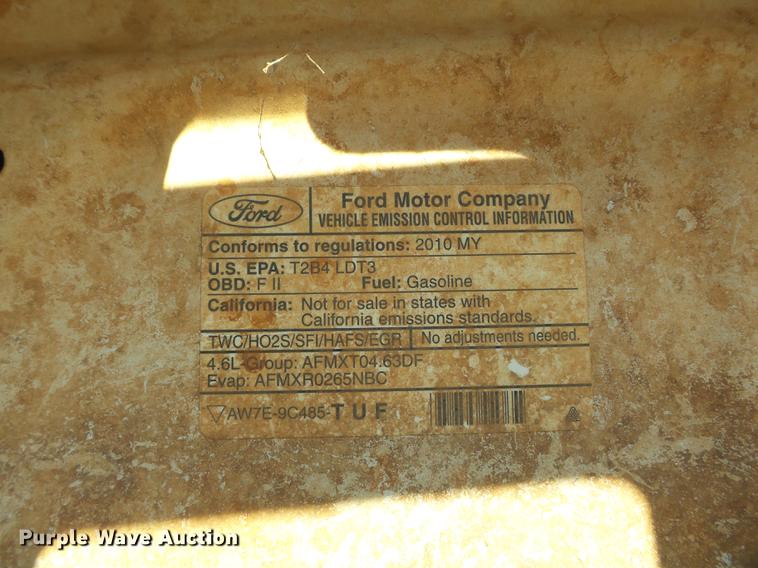 Ford
Ford Motor Company
VEHICLE EMISSION CONTROL INFORMATION
Conforms to regulations: 2010 MY
U.S. EPA: T2B4 LDT3
OBD: F II Fuel: Gasoline
California: Not for sale in states with
California emissions standards.
TWC/HO2S/SFI/HAFS/EGR No adjustments needed.
4.6L-Group: AFMXT04.63DF
Evap: AFMXR0265NBC
AW7E-9C485-TUF
Purple Wave Auction